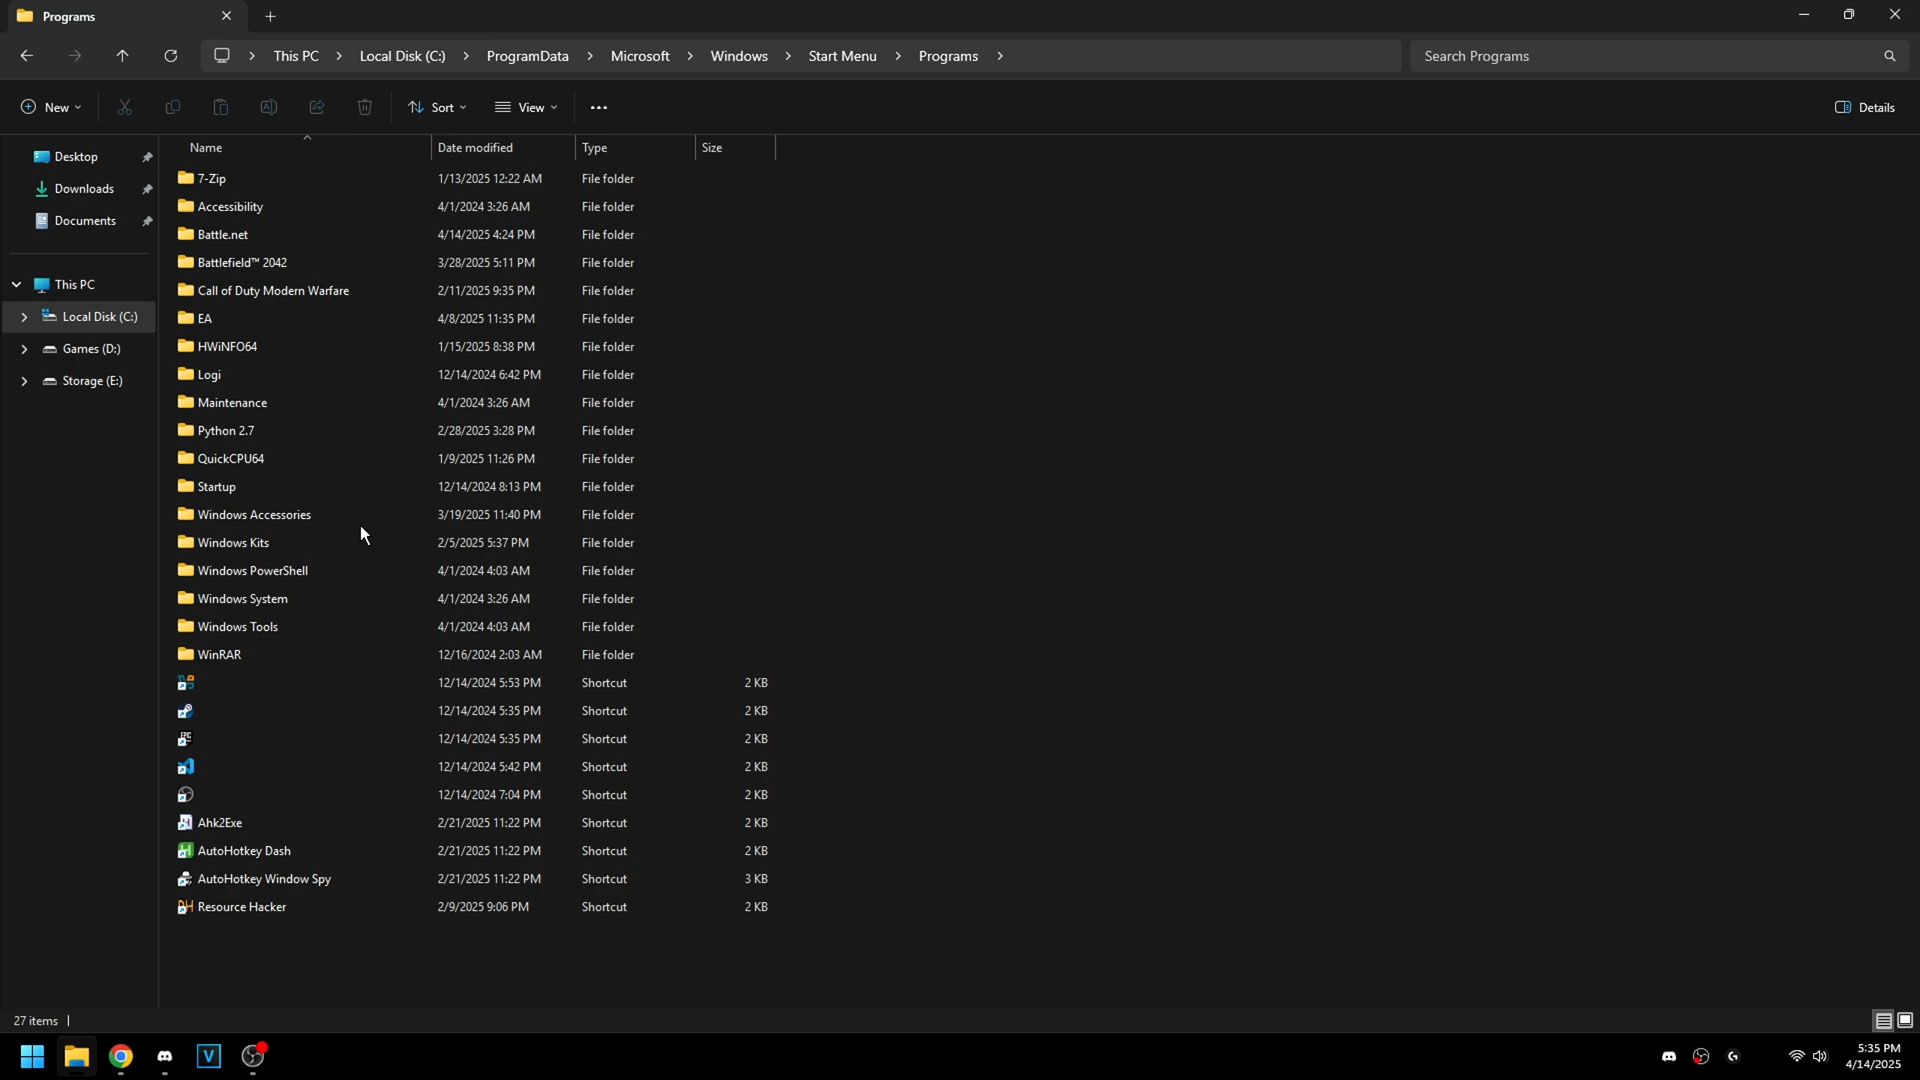 Programs
This PC Local Disk (C:) ProgramData Microsoft Windows Start Menu Programs Search Programs
New Sort View Details
Name Date modified Type Size
Desktop
Downloads
Documents
This PC
Local Disk (C:)
Games (D:)
Storage (E:)
7-Zip 1/13/2025 12:22 AM File folder
Accessibility 4/1/2024 3:26 AM File folder
Battle.net 4/14/2025 4:24 PM File folder
Battlefield™ 2042 3/28/2025 5:11 PM File folder
Call of Duty Modern Warfare 2/11/2025 9:35 PM File folder
EA 4/8/2025 11:35 PM File folder
HWiNFO64 1/15/2025 8:38 PM File folder
Logi 12/14/2024 6:42 PM File folder
Maintenance 4/1/2024 3:26 AM File folder
Python 2.7 2/28/2025 3:28 PM File folder
QuickCPU64 1/9/2025 11:26 PM File folder
Startup 12/14/2024 8:13 PM File folder
Windows Accessories 3/19/2025 11:40 PM File folder
Windows Kits 2/5/2025 5:37 PM File folder
Windows PowerShell 4/1/2024 4:03 AM File folder
Windows System 4/1/2024 3:26 AM File folder
Windows Tools 4/1/2024 4:03 AM File folder
WinRAR 12/16/2024 2:03 AM File folder
12/14/2024 5:53 PM Shortcut 2 KB
12/14/2024 5:35 PM Shortcut 2 KB
EPIC 12/14/2024 5:35 PM Shortcut 2 KB
12/14/2024 5:42 PM Shortcut 2 KB
12/14/2024 7:04 PM Shortcut 2 KB
Ahk2Exe 2/21/2025 11:22 PM Shortcut 2 KB
AutoHotkey Dash 2/21/2025 11:22 PM Shortcut 2 KB
AutoHotkey Window Spy 2/21/2025 11:22 PM Shortcut 3 KB
Resource Hacker 2/9/2025 9:06 PM Shortcut 2 KB
27 items
V
5:35 PM
4/14/2025